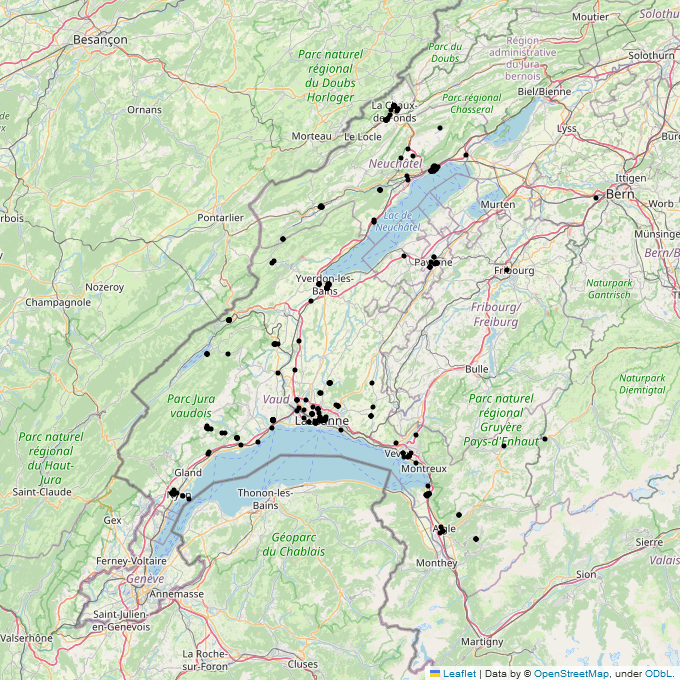 Besançon
Parc naturel
régional
du Doubs
Horloger
Parc du
Doubs
Moutier
Solothurn
Région
administrative
du Jura
bernois
Solothurn
Biel/Bienne
Ornans
La Chaux-
de-Fonds
Parc régional
Chasseral
Lyss
Morteau
Le Locle
Neuchâtel
Ittigen
Bern
Worb
Murten
Münsingen
Pontarlier
Lac de
Neuchâtel
Payerne
Fribourg
Nozeroy
Champagnole
Yverdon-les-
Bains
Naturpark
Gantrisch
Fribourg/
Freiburg
Bulle
Naturpark
Diemtigtal
Parc Jura
vaudois
Vaud
Lausanne
Parc naturel
régional
Gruyère
Pays-d'Enhaut
Vevey
Montreux
Parc naturel
régional du
Haut-Jura
Saint-Claude
Gland
Nyon
Thonon-les-
Bains
Gex
Géoparc
du Chablais
Aigle
Monthey
Sierre
Valais
Sion
Ferney-Voltaire
Genève
Annemasse
Saint-Julien-
en-Genevois
Valserhône
La Roche-
sur-Foron
Cluses
Martigny
Leaflet | Data by © OpenStreetMap, under ODbL.